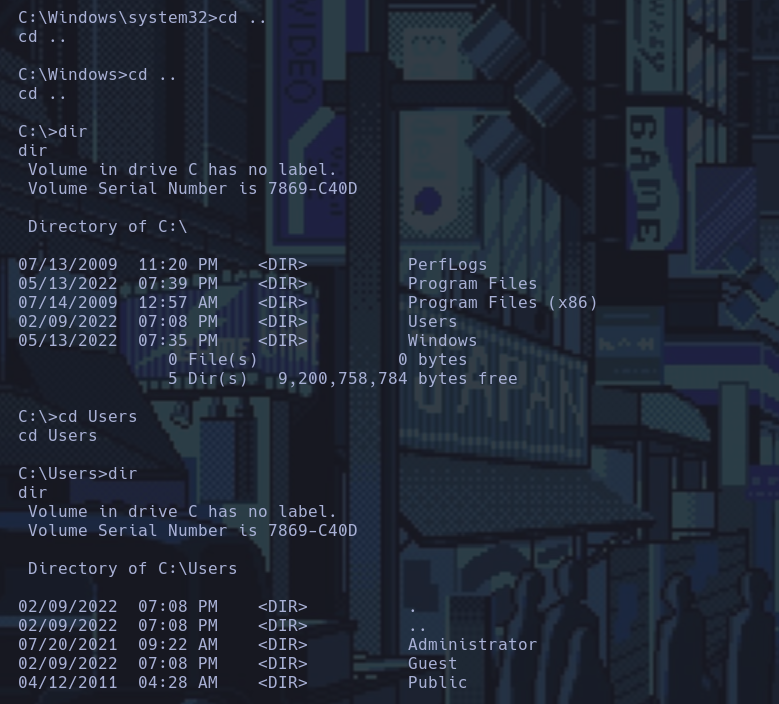 C:\Windows\system32>cd ..
cd ..
C:\Windows>cd ..
cd ..
C:\>dir
dir
 Volume in drive C has no label.
 Volume Serial Number is 7869-C40D
 Directory of C:\
07/13/2009  11:20 PM    <DIR>          PerfLogs
05/13/2022  07:39 PM    <DIR>          Program Files
07/14/2009  12:57 AM    <DIR>          Program Files (x86)
02/09/2022  07:08 PM    <DIR>          Users
05/13/2022  07:35 PM    <DIR>          Windows
               0 File(s)              0 bytes
               5 Dir(s)   9,200,758,784 bytes free
C:\>cd Users
cd Users
C:\Users>dir
dir
 Volume in drive C has no label.
 Volume Serial Number is 7869-C40D
 Directory of C:\Users
02/09/2022  07:08 PM    <DIR>          .
02/09/2022  07:08 PM    <DIR>          ..
07/20/2021  09:22 AM    <DIR>          Administrator
02/09/2022  07:08 PM    <DIR>          Guest
04/12/2011  04:28 AM    <DIR>          Public
VIDEO
GAME
JAPAN